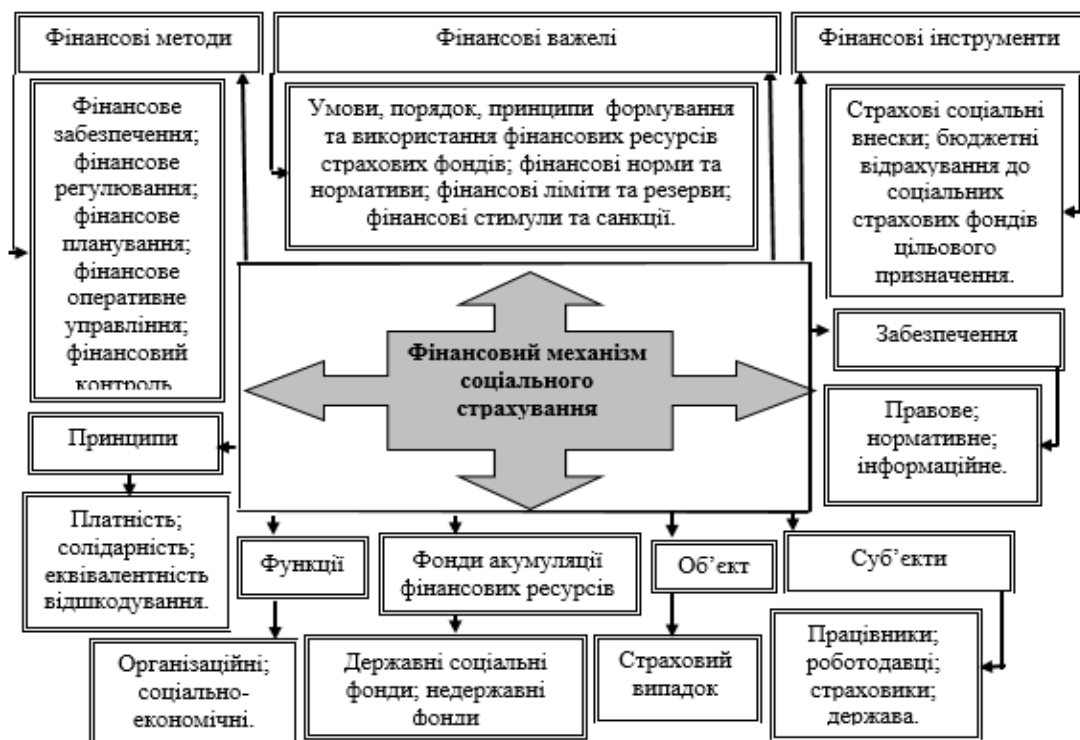 Фінансові методи
Фінансові важелі
Фінансові інструменти
Фінансове
забезпечення;
фінансове
регулювання;
фінансове
планування;
фінансове
оперативне
управління;
фінансовий
контроль
Умови, порядок, принципи формування
та використання фінансових ресурсів
страхових фондів; фінансові норми та
нормативи; фінансові ліміти та резерви;
фінансові стимули та санкції.
Страхові соціальні
внески; бюджетні
відрахування до
соціальних
страхових фондів
цільового
призначення.
Фінансовий механізм
соціального
страхування
Забезпечення
Правове;
нормативне;
інформаційне.
Принципи
Платність;
солідарність;
еквівалентність
відшкодування.
Функції
Фонди акумуляції
фінансових ресурсів
Об’єкт
Суб’єкти
Організаційні;
соціально-
економічні.
Державні соціальні
фонди; недержавні
фонди
Страховий
випадок
Працівники;
роботодавці;
страховики;
держава.